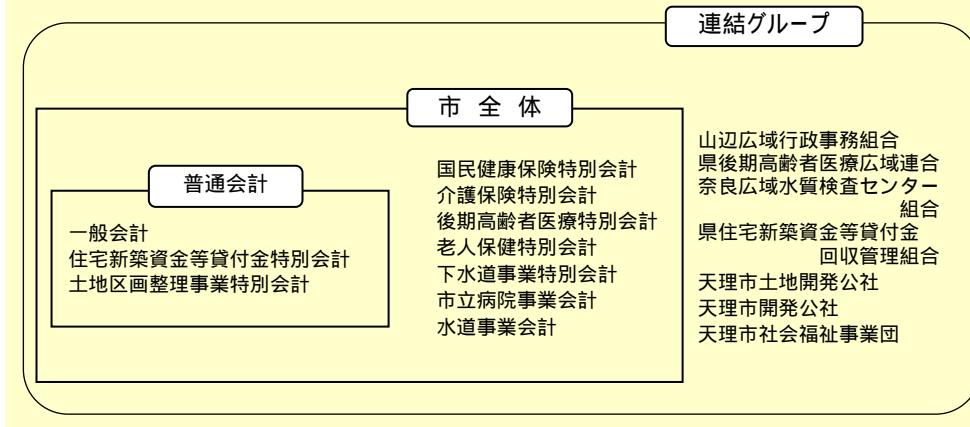 連結グループ
市 全 体
普通会計
一般会計
住宅新築資金等貸付金特別会計
土地区画整理事業特別会計
国民健康保険特別会計
介護保険特別会計
後期高齢者医療特別会計
老人保健特別会計
下水道事業特別会計
市立病院事業会計
水道事業会計
山辺広域行政事務組合
県後期高齢者医療広域連合
奈良広域水質検査センター
組合
県住宅新築資金等貸付金
回収管理組合
天理市土地開発公社
天理市開発公社
天理市社会福祉事業団